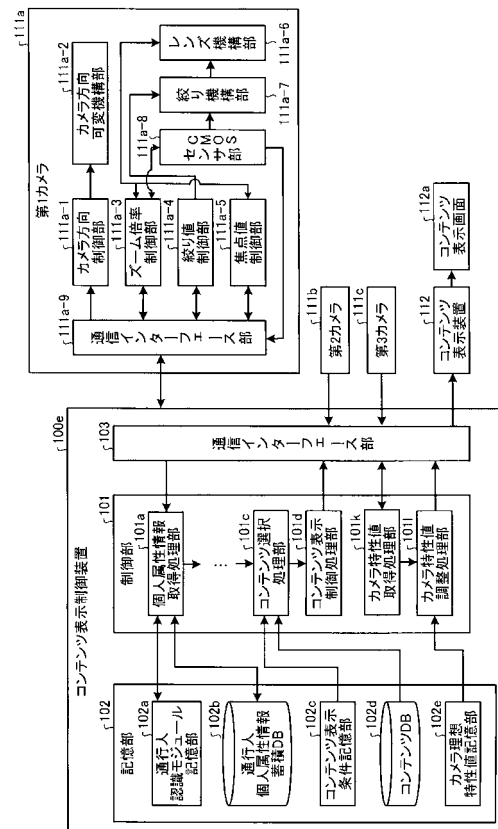 100e
コンテンツ表示制御装置
102
記憶部
102a
通行人
認識モジュール
記憶部
102b
通行人
個人属性情報
蓄積DB
102c
コンテンツ表示
条件記憶部
102d
コンテンツDB
102e
カメラ理想
特性値記憶部
101
制御部
101a
個人属性情報
取得処理部
101c
コンテンツ選択
処理部
101d
コンテンツ表示
制御処理部
101k
カメラ特性値
取得処理部
101l
カメラ特性値
調整処理部
103
通信インターフェース部
111a
第1カメラ
111a-9
通信インターフェース部
111a-1
カメラ方向
制御部
111a-2
カメラ方向
可変機構部
111a-3
ズーム倍率
制御部
111a-4
絞り値
制御部
111a-5
焦点値
制御部
111a-8
CMOS
センサ部
絞り機構部
111a-7
レンズ機構部
111a-6
111b
第2カメラ
111c
第3カメラ
112
コンテンツ
表示装置
112a
コンテンツ
表示画面